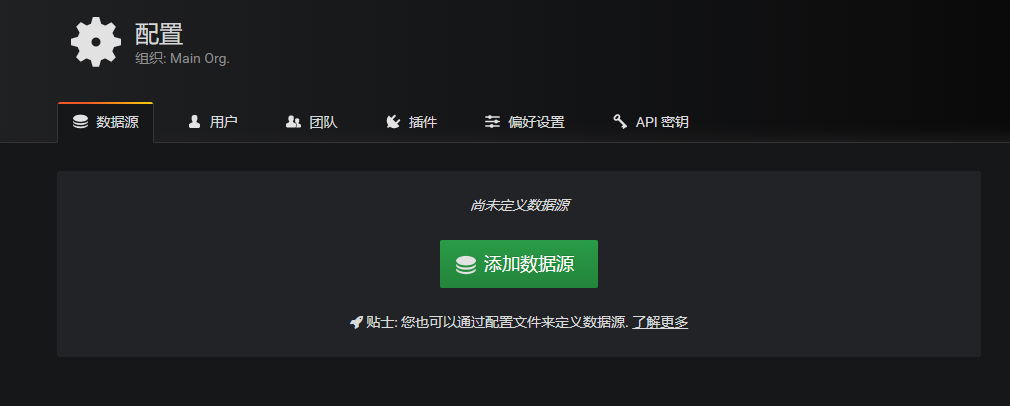 配置
组织: Main Org.
数据源 用户 团队 插件 偏好设置 API 密钥
尚未定义数据源
添加数据源
贴士: 您也可以通过配置文件来定义数据源. 了解更多